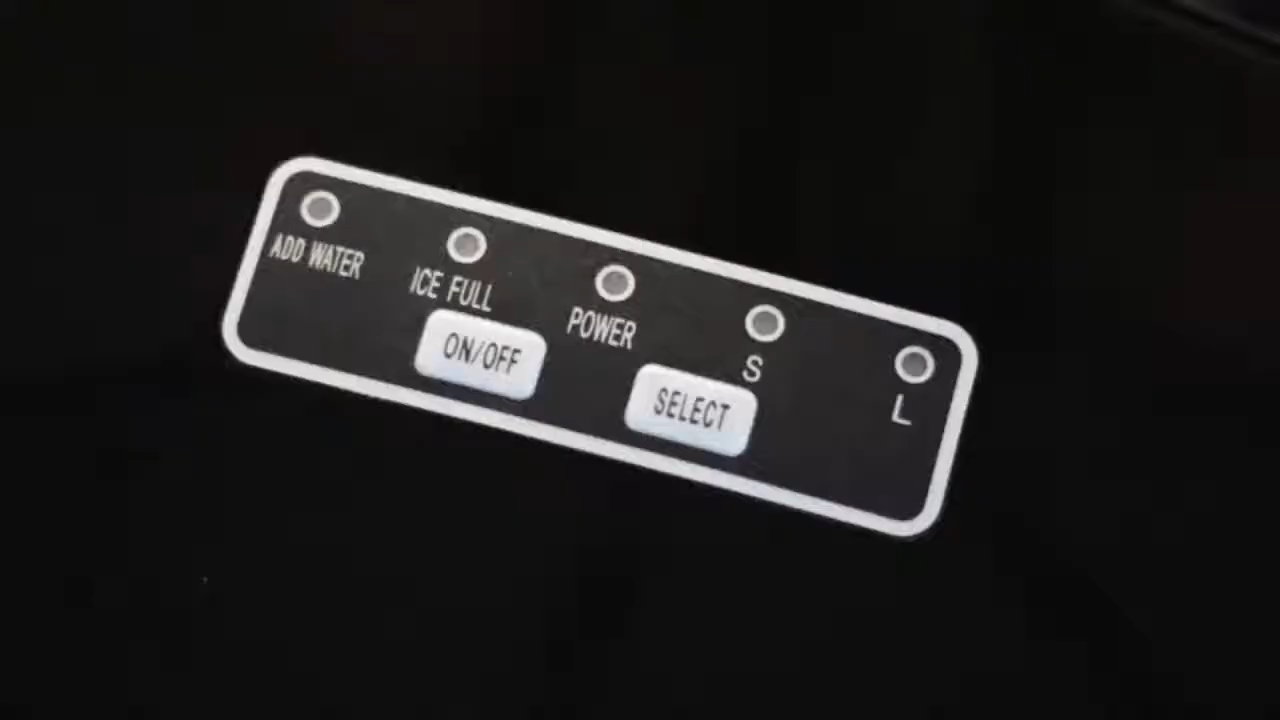 ADD WATER
ICE FULL
POWER
S
L
ON/OFF
SELECT